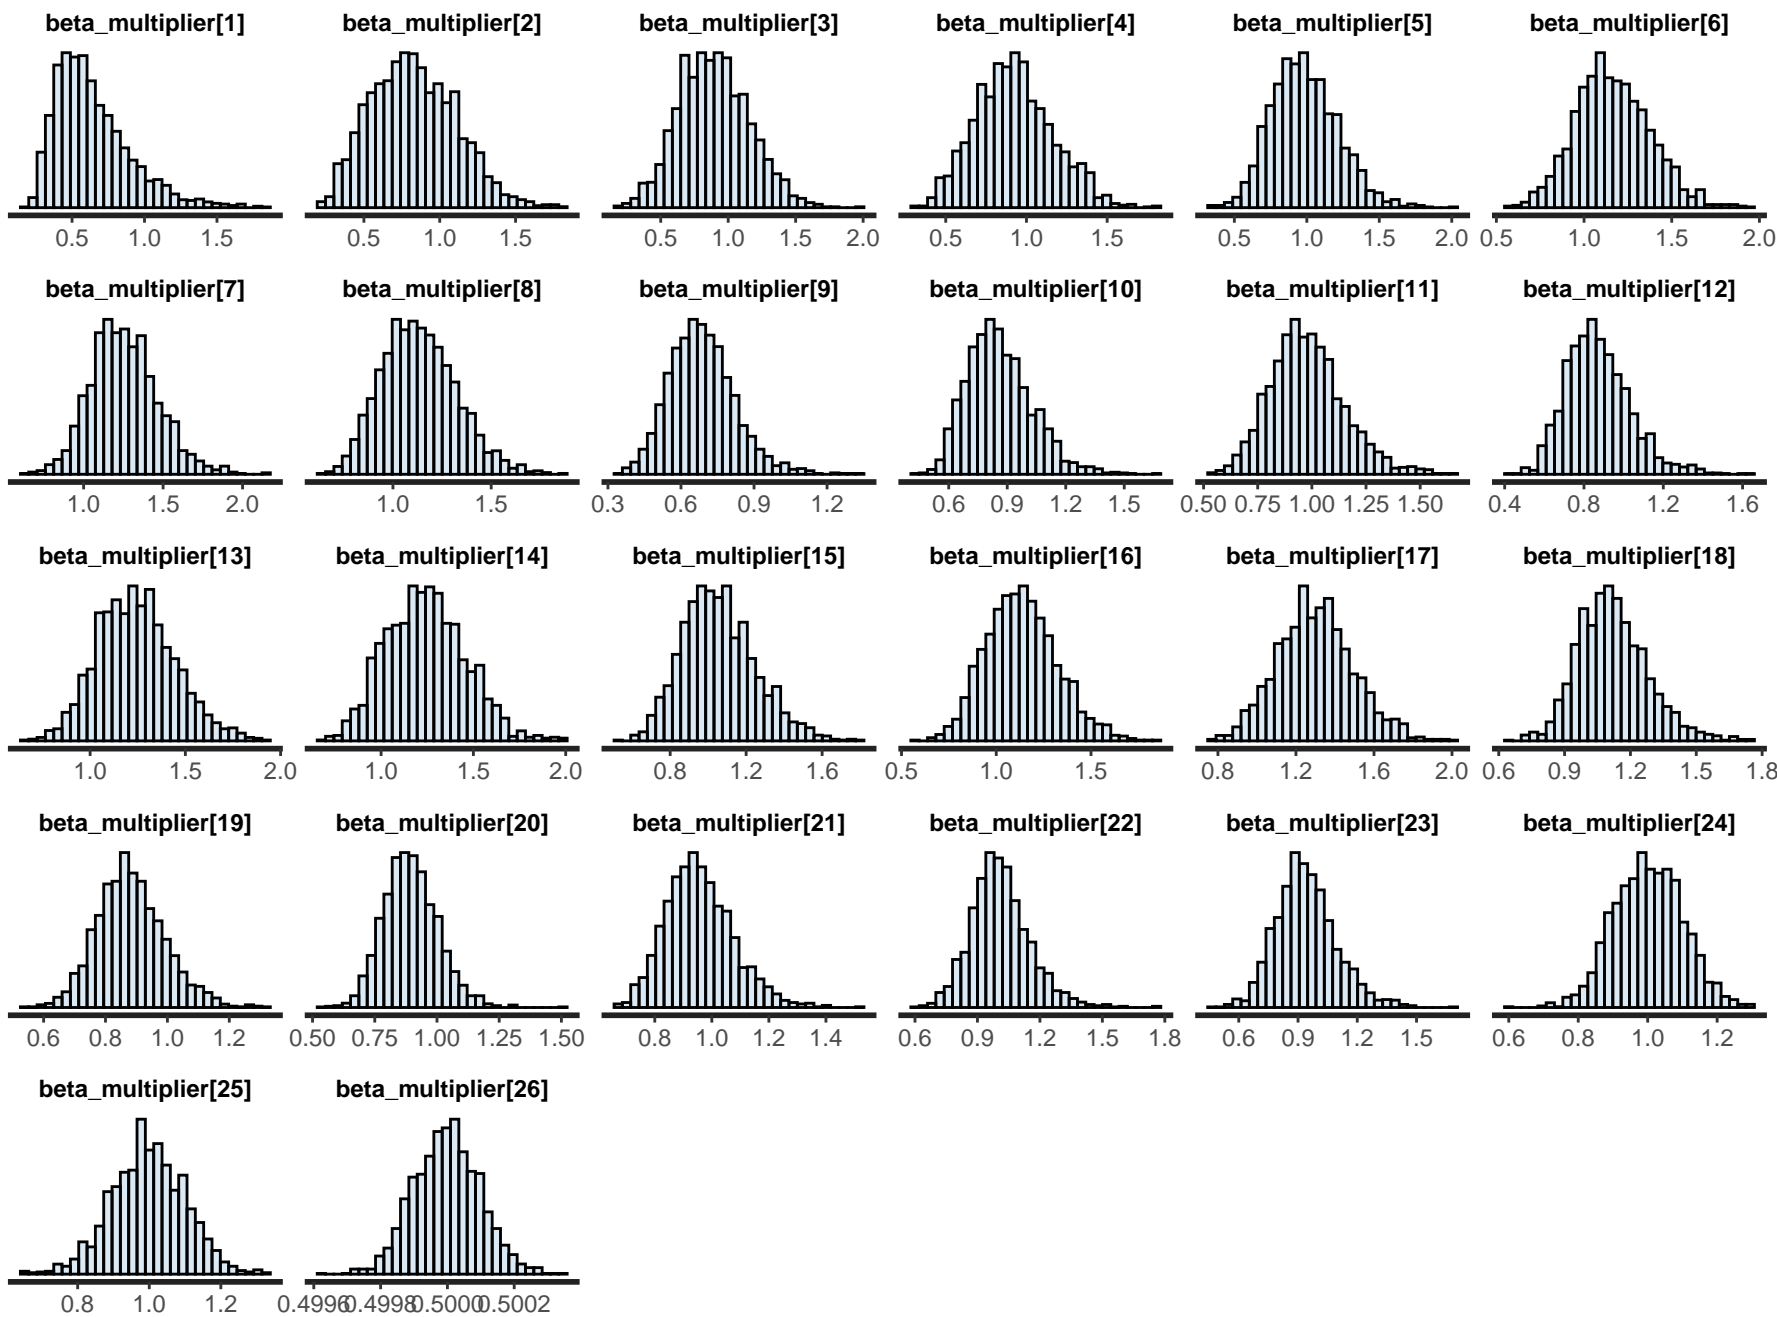 beta_multiplier[1] beta_multiplier[2] beta_multiplier[3] beta_multiplier[4] beta_multiplier[5] beta_multiplier[6]
0.5 1.0 1.5 0.5 1.0 1.5 0.5 1.0 1.5 2.0 0.5 1.0 1.5 0.5 1.0 1.5 2.0 0.5 1.0 1.5 2.0
beta_multiplier[7] beta_multiplier[8] beta_multiplier[9] beta_multiplier[10] beta_multiplier[11] beta_multiplier[12]
1.0 1.5 2.0 1.0 1.5 0.3 0.6 0.9 1.2 0.6 0.9 1.2 1.5 0.50 0.75 1.00 1.25 1.50 0.4 0.8 1.2 1.6
beta_multiplier[13] beta_multiplier[14] beta_multiplier[15] beta_multiplier[16] beta_multiplier[17] beta_multiplier[18]
1.0 1.5 2.0 1.0 1.5 2.0 0.8 1.2 1.6 0.5 1.0 1.5 0.8 1.2 1.6 2.0 0.6 0.9 1.2 1.5 1.8
beta_multiplier[19] beta_multiplier[20] beta_multiplier[21] beta_multiplier[22] beta_multiplier[23] beta_multiplier[24]
0.6 0.8 1.0 1.2 0.50 0.75 1.00 1.25 1.50 0.8 1.0 1.2 1.4 0.6 0.9 1.2 1.5 1.8 0.6 0.9 1.2 1.5 0.6 0.8 1.0 1.2
beta_multiplier[25] beta_multiplier[26]
0.8 1.0 1.2 0.4996 0.4998 0.5000 0.5002